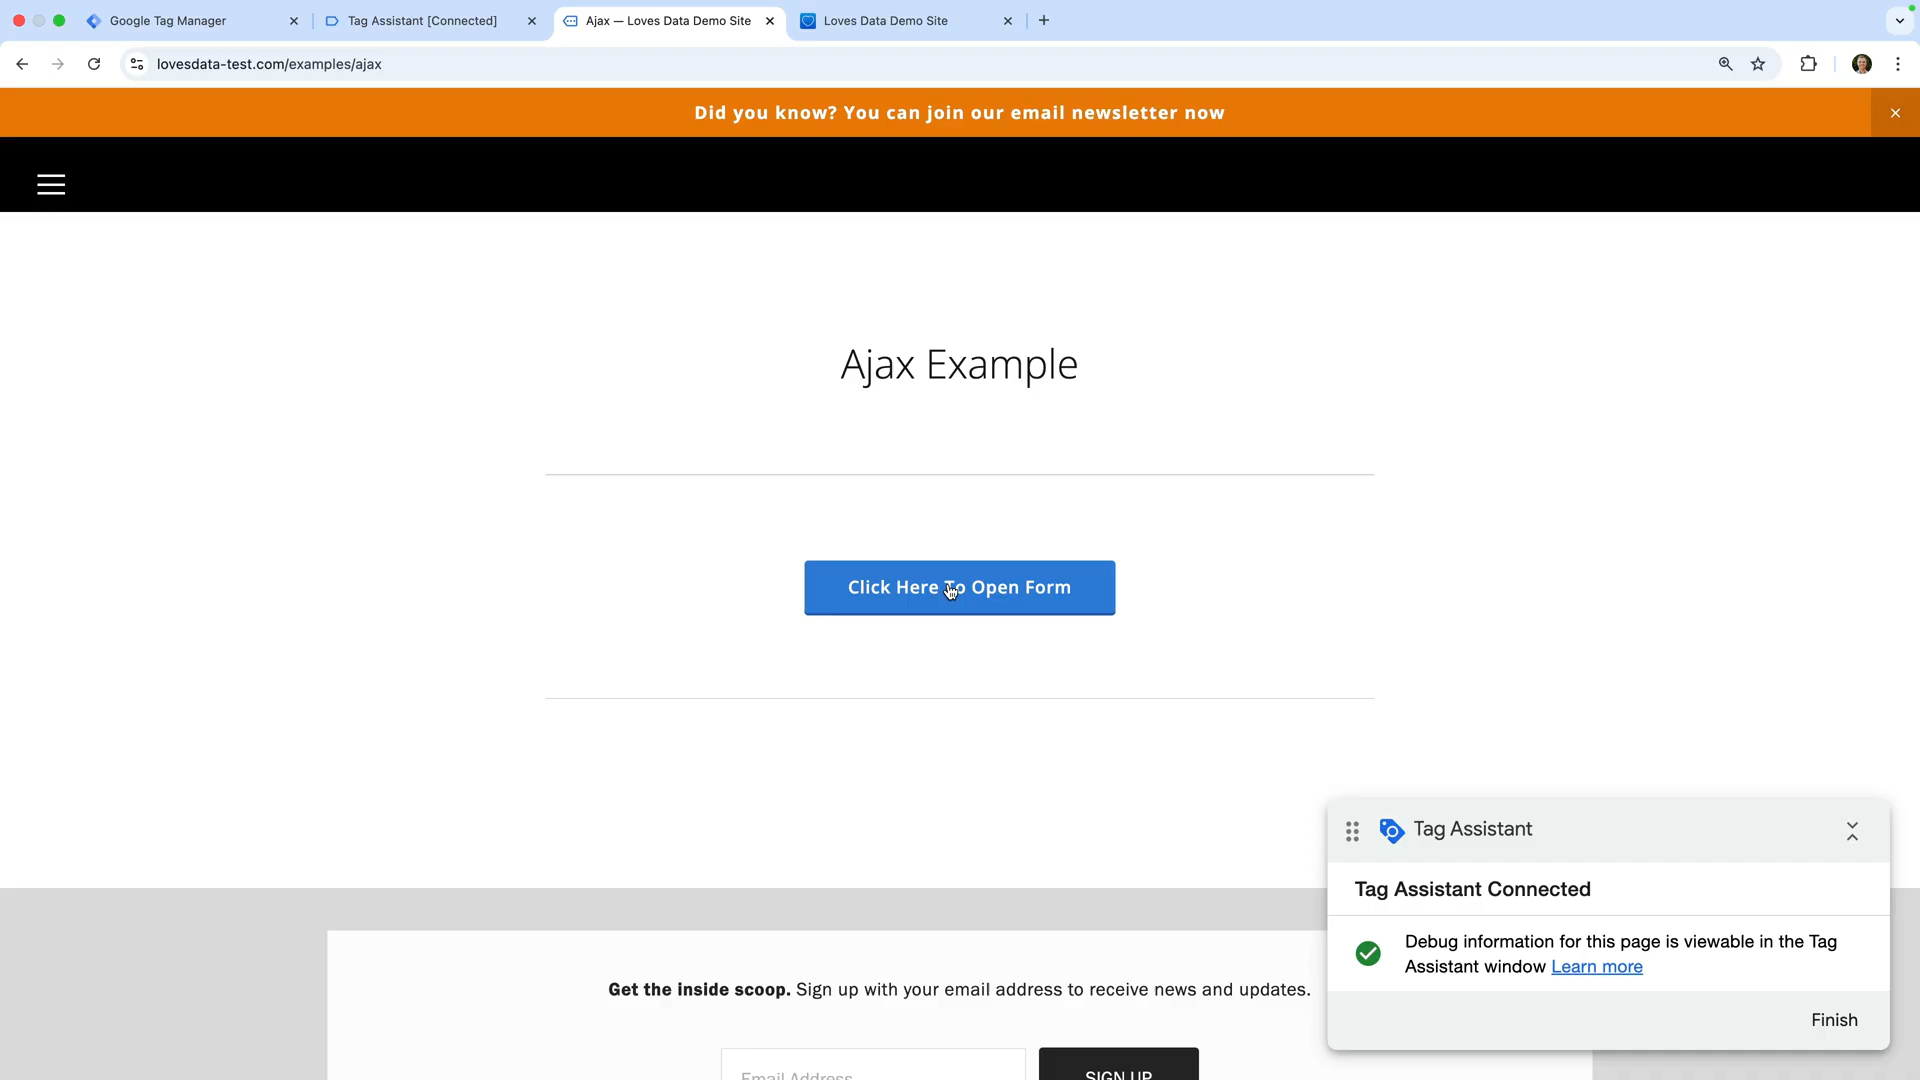 Google Tag Manager
Tag Assistant [Connected]
Ajax — Loves Data Demo Site
Loves Data Demo Site
lovesdata-test.com/examples/ajax
Did you know? You can join our email newsletter now
Ajax Example
Click Here To Open Form
Tag Assistant
Tag Assistant Connected
Debug information for this page is viewable in the Tag
Assistant window Learn more
Finish
Get the inside scoop. Sign up with your email address to receive news and updates.
Email Address
SIGN UP